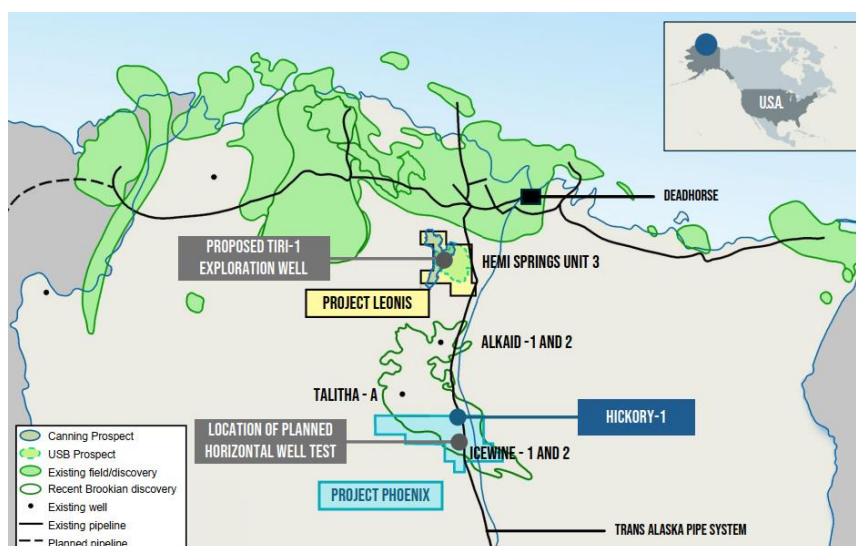 U.S.A.
DEADHORSE
PROPOSED TIRI-1
EXPLORATION WELL
HEMI SPRINGS UNIT 3
PROJECT LEONIS
ALKAID -1 AND 2
TALITHA - A
HICKORY-1
LOCATION OF PLANNED
HORIZONTAL WELL TEST
ICEWINE - 1 AND 2
PROJECT PHOENIX
TRANS ALASKA PIPE SYSTEM
Canning Prospect
USB Prospect
Existing field/discovery
Recent Brookian discovery
Existing well
Existing pipeline
Planned pipeline